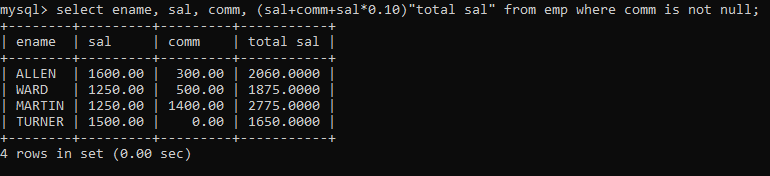 mysql> select ename, sal, comm, (sal+comm+sal*0.10)"total sal" from emp where comm is not null;
+--------+---------+---------+-----------+
| ename  | sal     | comm    | total sal |
+--------+---------+---------+-----------+
| ALLEN  | 1600.00 |  300.00 | 2060.0000 |
| WARD   | 1250.00 |  500.00 | 1875.0000 |
| MARTIN | 1250.00 | 1400.00 | 2775.0000 |
| TURNER | 1500.00 |    0.00 | 1650.0000 |
+--------+---------+---------+-----------+
4 rows in set (0.00 sec)